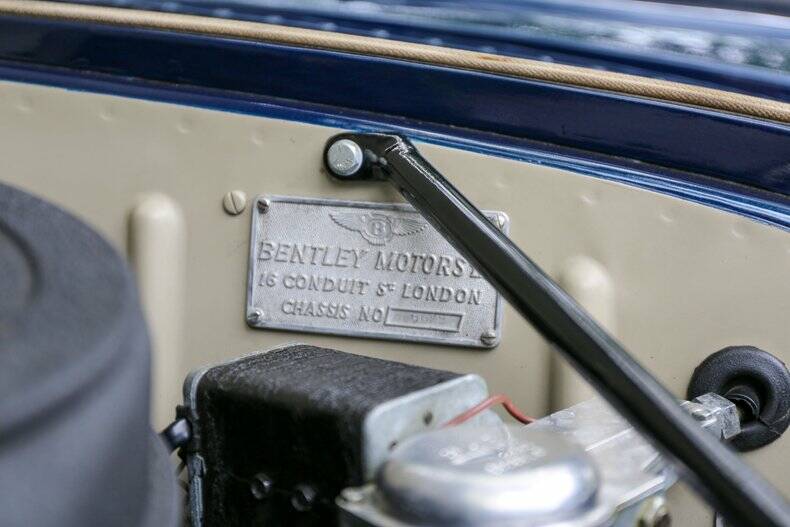 B
BENTLEY MOTORS
16 CONDUIT ST LONDON
CHASSIS NO